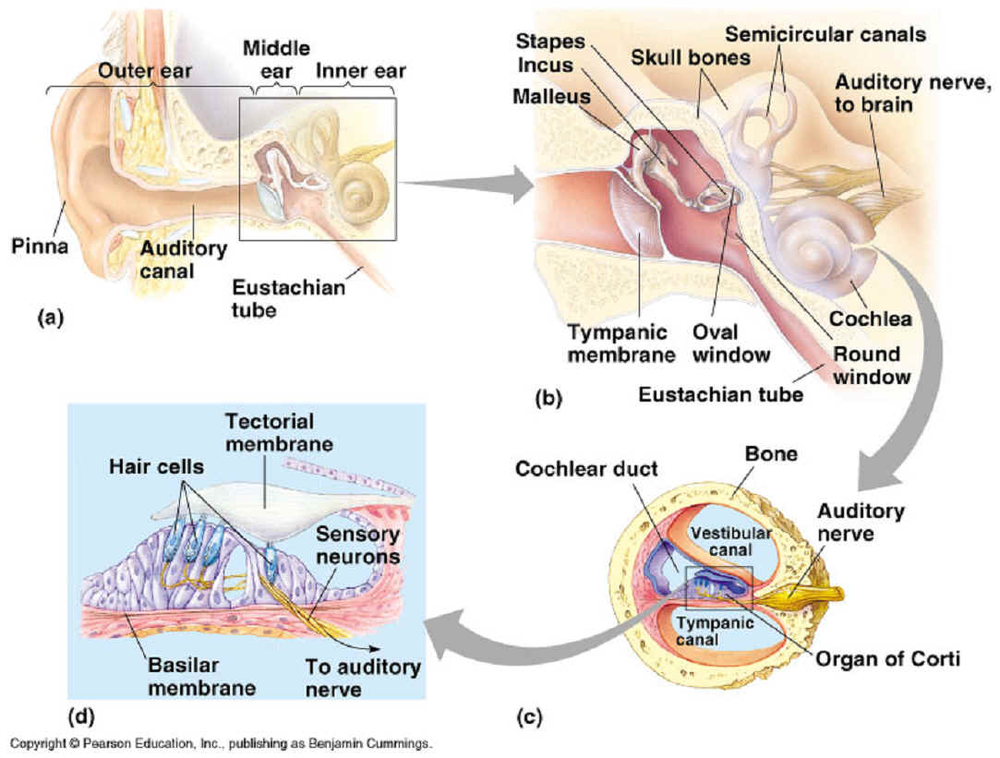 Outer ear
Middle
ear
Inner ear
Pinna
Auditory
canal
Eustachian
tube
(a)
Stapes
Incus
Malleus
Skull bones
Semicircular canals
Auditory nerve,
to brain
Tympanic
membrane
Oval
window
Cochlea
Round
window
Eustachian tube
(b)
Cochlear duct
Bone
Auditory
nerve
Vestibular
canal
Tympanic
canal
Organ of Corti
(c)
Tectorial
membrane
Hair cells
Sensory
neurons
Basilar
membrane
To auditory
nerve
(d)
Copyright © Pearson Education, Inc., publishing as Benjamin Cummings.